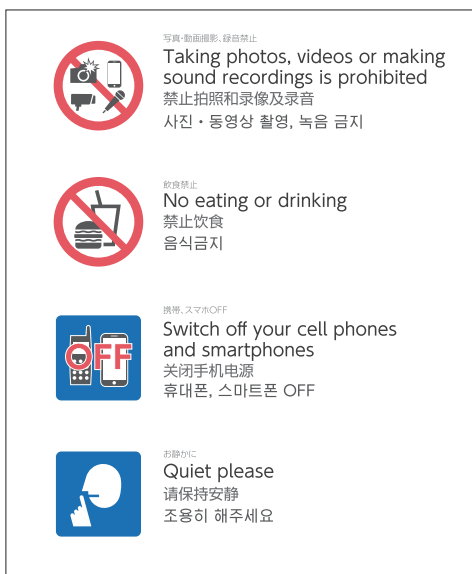 写真・動画撮影、録音禁止
Taking photos, videos or making
sound recordings is prohibited
禁止拍照和录像及录音
사진・동영상 촬영, 녹음 금지
飲食禁止
No eating or drinking
禁止饮食
음식금지
携帯、スマホOFF
Switch off your cell phones
and smartphones
关闭手机电源
휴대폰, 스마트폰 OFF
OFF
お静かに
Quiet please
请保持安静
조용히 해주세요